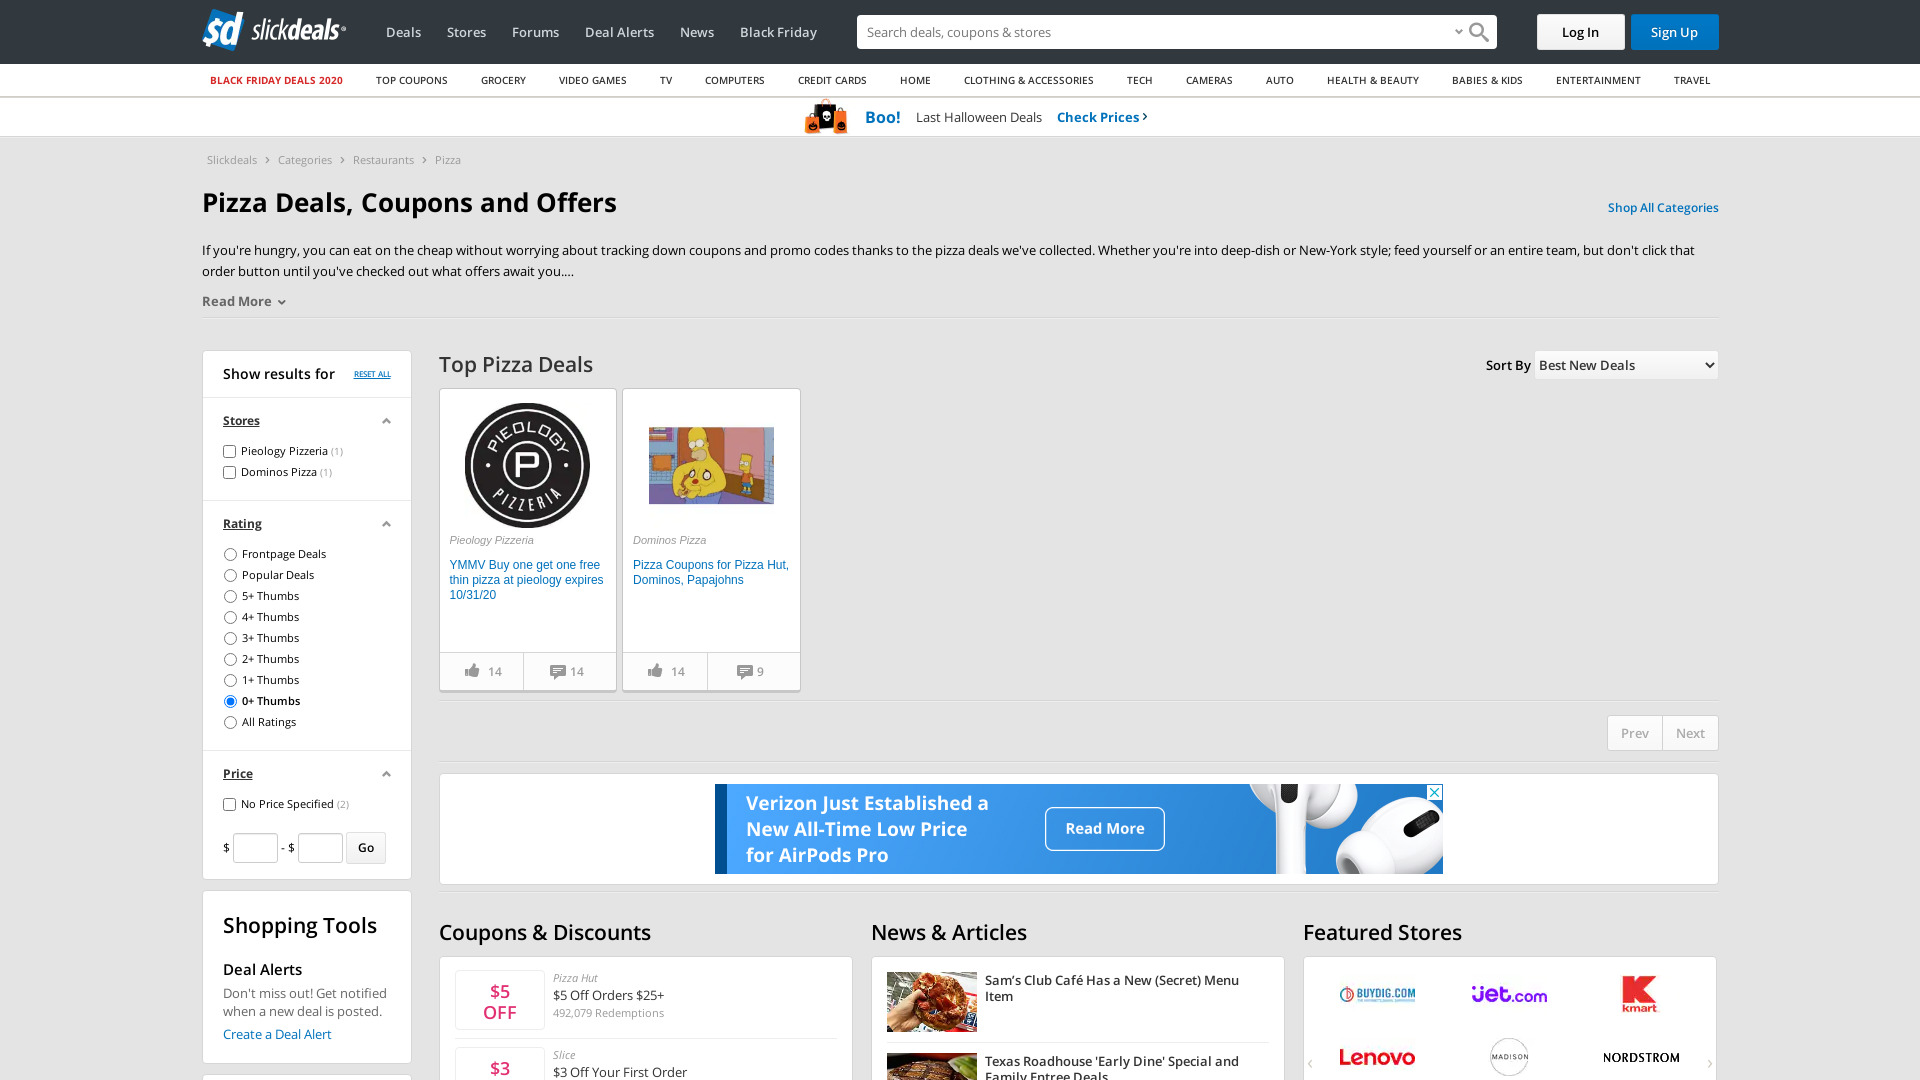 slickdeals
Deals
Stores
Forums
Deal Alerts
News
Black Friday
Search deals, coupons & stores
Log In
Sign Up
BLACK FRIDAY DEALS 2020
TOP COUPONS
GROCERY
VIDEO GAMES
TV
COMPUTERS
CREDIT CARDS
HOME
CLOTHING & ACCESSORIES
TECH
CAMERAS
AUTO
HEALTH & BEAUTY
BABIES & KIDS
ENTERTAINMENT
TRAVEL
Boo! Last Halloween Deals Check Prices
Slickdeals › Categories › Restaurants › Pizza
Pizza Deals, Coupons and Offers
Shop All Categories
If you're hungry, you can eat on the cheap without worrying about tracking down coupons and promo codes thanks to the pizza deals we've collected. Whether you're into deep-dish or New-York style; feed yourself or an entire team, but don't click that
order button until you've checked out what offers await you....
Read More
Show results for
RESET ALL
Stores
Pieology Pizzeria (1)
Dominos Pizza (1)
Rating
Frontpage Deals
Popular Deals
5+ Thumbs
4+ Thumbs
3+ Thumbs
2+ Thumbs
1+ Thumbs
0+ Thumbs
All Ratings
Price
No Price Specified (2)
$ - $ Go
Shopping Tools
Deal Alerts
Don't miss out! Get notified
when a new deal is posted.
Create a Deal Alert
Top Pizza Deals
Sort By Best New Deals
PIEOLOGY
P
PIZZERIA
Pieology Pizzeria
YMMV Buy one get one free
thin pizza at pieology expires
10/31/20
14
14
Dominos Pizza
Pizza Coupons for Pizza Hut,
Dominos, Papajohns
14
9
Prev
Next
Verizon Just Established a
New All-Time Low Price
for AirPods Pro
Read More
Coupons & Discounts
$5
OFF
Pizza Hut
$5 Off Orders $25+
492,079 Redemptions
$3
Slice
$3 Off Your First Order
News & Articles
Sam's Club Café Has a New (Secret) Menu
Item
Texas Roadhouse 'Early Dine' Special and
Family Entree Deals
Featured Stores
BUYDIG.COM
Jet.com
K
kmart
Lenovo
MADISON
NORDSTROM